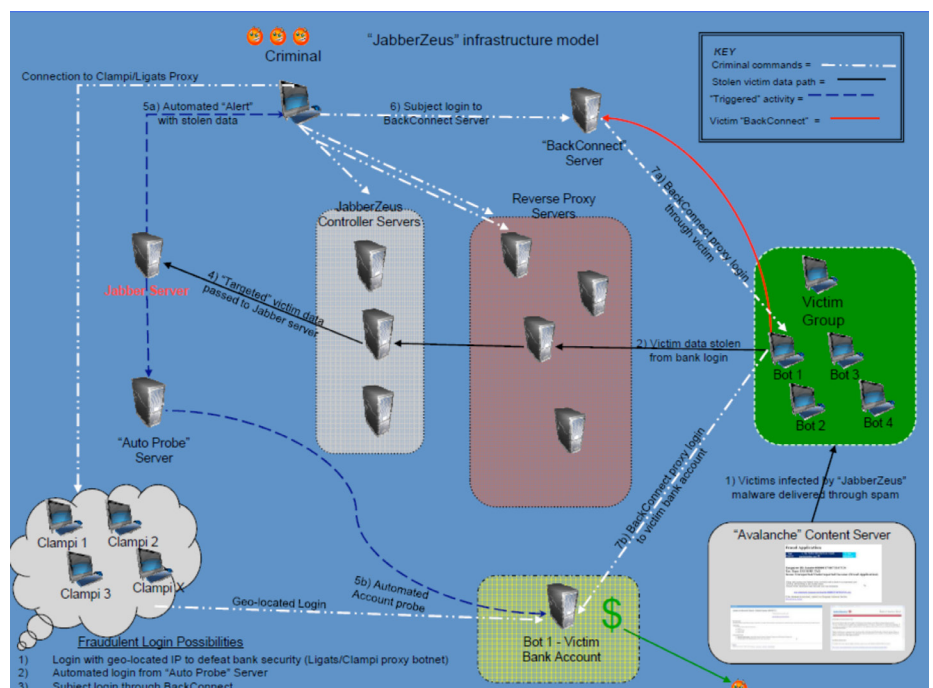 "JabberZeus" infrastructure model
Criminal
KEY
Criminal commands =
Stolen victim data path =
"Triggered" activity =
Victim "BackConnect" =
Connection to Clampi/Ligats Proxy
5a) Automated "Alert"
with stolen data
6) Subject login to
BackConnect Server
"BackConnect"
Server
7a) BackConnect proxy login
through victim
JabberZeus
Controller Servers
Reverse Proxy
Servers
Jabber Server
4) "Targeted" victim data
passed to Jabber server
2) Victim data stolen
from bank login
Victim
Group
Bot 1
Bot 3
Bot 2
Bot 4
"Auto Probe"
Server
1) Victims infected by "JabberZeus"
malware delivered through spam
7b) BackConnect proxy login
to victim bank account
"Avalanche" Content Server
Clampi 1
Clampi 2
Clampi 3
Clampi X
Geo-located Login
5b) Automated
Account probe
$
Bot 1 - Victim
Bank Account
Fraudulent Login Possibilities
1) Login with geo-located IP to defeat bank security (Ligats/Clampi proxy botnet)
2) Automated login from "Auto Probe" Server
3) Subject login through BackConnect